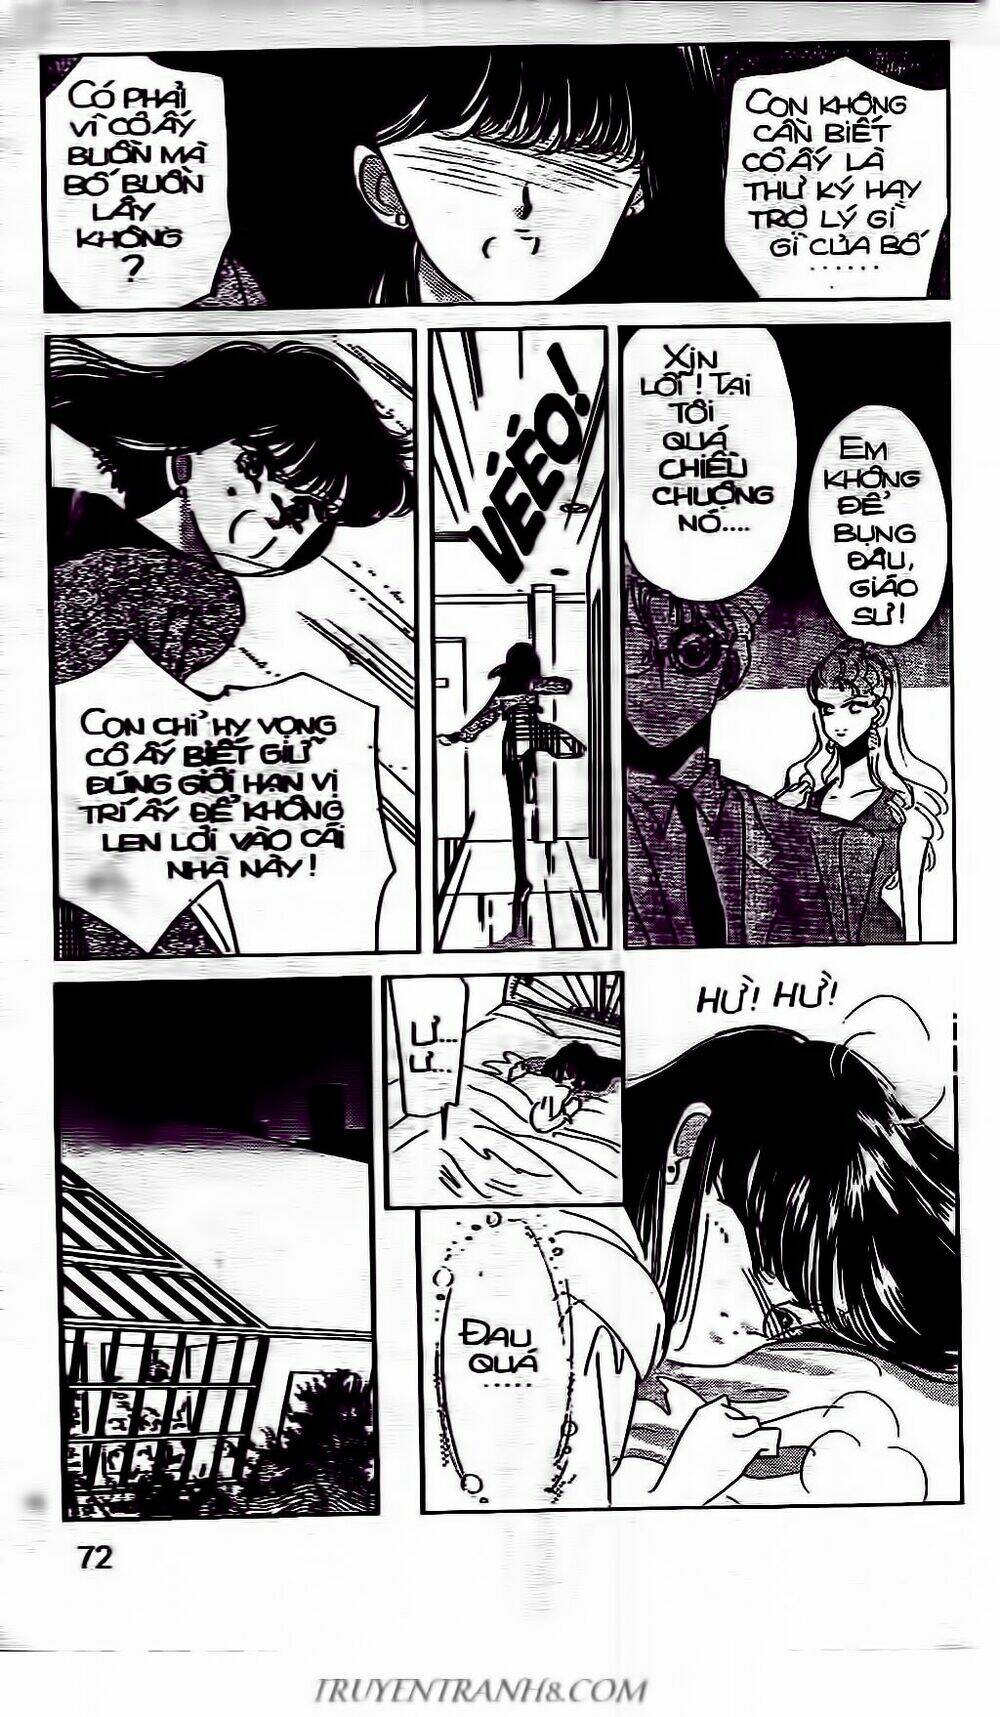 CON KHÔNG
CẦN BIẾT
CÔ ẤY LÀ
THƯ KÝ HAY
TRỢ LÝ GÌ
GÌ CỦA BỐ
......
CÓ PHẢI
VÌ CÔ ẤY
BUỒN MÀ
BỐ BUỒN
LÂY
KHÔNG
?
EM
KHÔNG
ĐỂ
BỤNG
ĐÂU,
GIÁO
SƯ!
XIN
LỖI! TẠI
TÔI
QUÁ
CHIỀU
CHUỘNG
NÓ....
VÉÉO!
CON CHỈ HY VỌNG
CÔ ẤY BIẾT GIỮ
ĐÚNG GIỚI HẠN VỊ
TRÍ ẤY ĐỂ KHÔNG
LEN LỎI VÀO CÁI
NHÀ NÀY!
HỪ! HỪ!
Ư...
Ư...
ĐAU
QUÁ
......
72
TRUYENTRANH8.COM